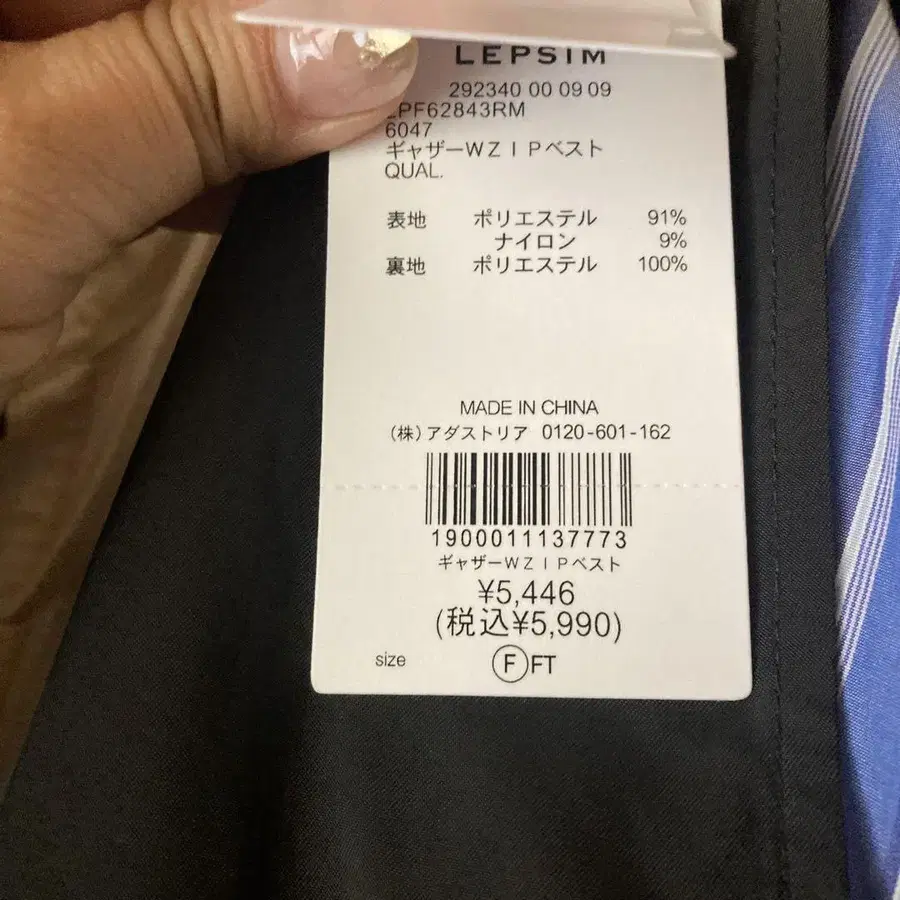 LEPSIM
292340 00 09 09
PF62843RM
6047
ギャザーWZIPベスト
QUAL.
表地 ポリエステル 91%
ナイロン 9%
裏地 ポリエステル 100%
MADE IN CHINA
(株)アダストリア 0120-601-162
1900011137773
ギャザーWZIPベスト
¥5,446
(税込¥5,990)
size Ⓕ FT